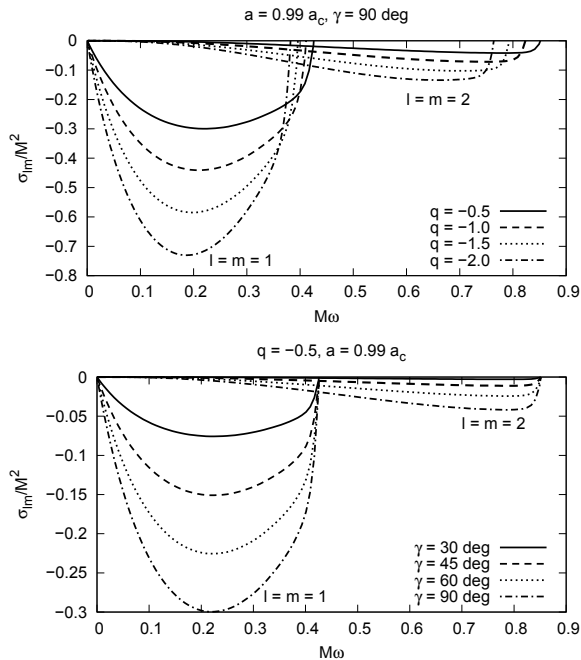 a = 0.99 a_c, γ = 90 deg
0
−0.1
−0.2
−0.3
−0.4
−0.5
−0.6
−0.7
−0.8
σ_lm/M²
l = m = 2
l = m = 1
q = −0.5
q = −1.0
q = −1.5
q = −2.0
0 0.1 0.2 0.3 0.4 0.5 0.6 0.7 0.8 0.9
Mω
q = −0.5, a = 0.99 a_c
0
−0.05
−0.1
−0.15
−0.2
−0.25
−0.3
σ_lm/M²
l = m = 2
l = m = 1
γ = 30 deg
γ = 45 deg
γ = 60 deg
γ = 90 deg
0 0.1 0.2 0.3 0.4 0.5 0.6 0.7 0.8 0.9
Mω